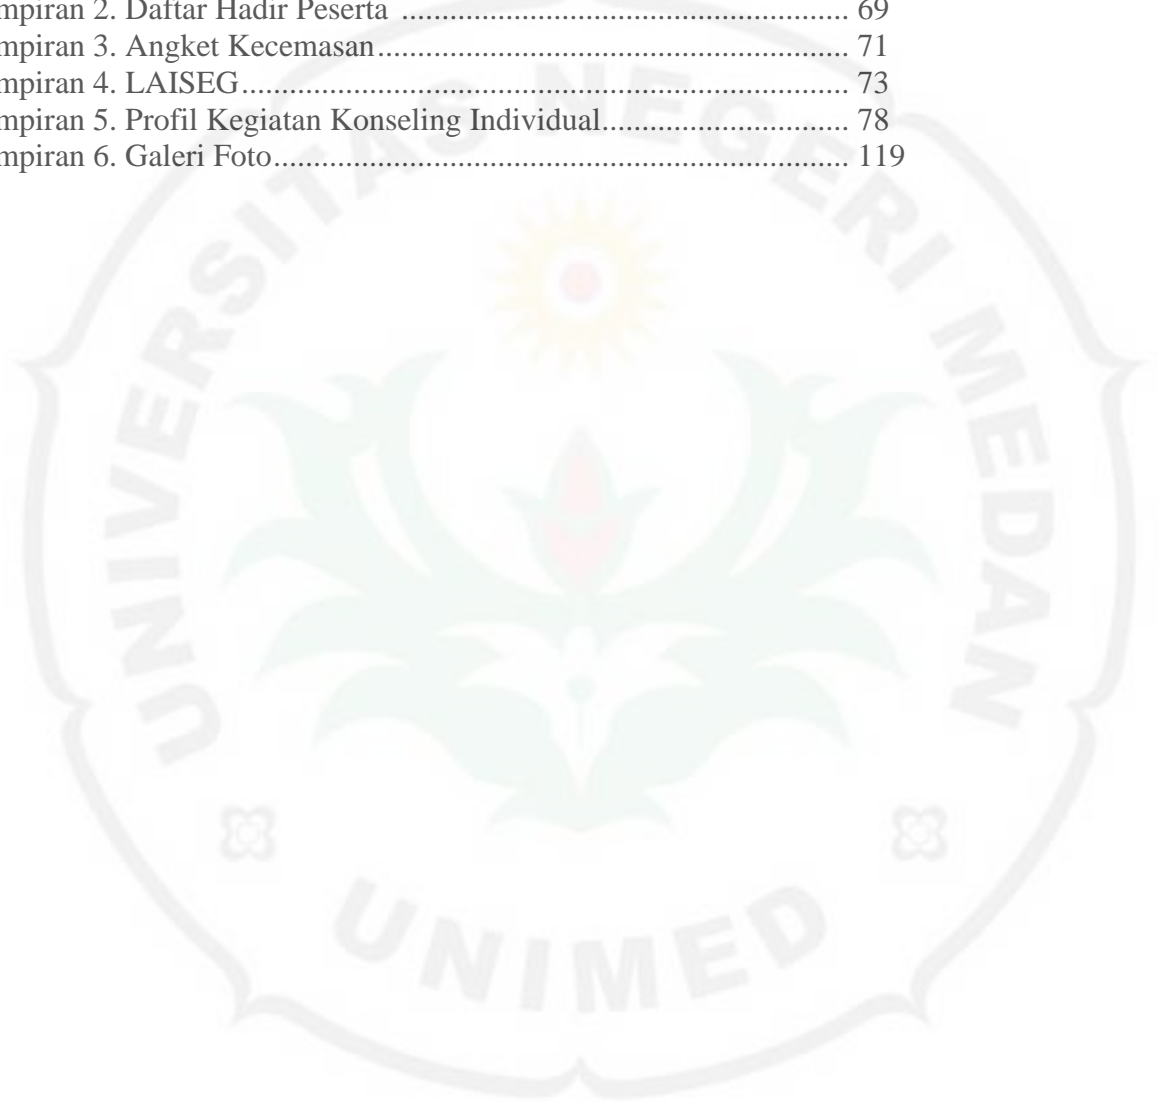 mpiran 2. Daftar Hadir Peserta ................................................... 69
mpiran 3. Angket Kecemasan...................................................... 71
mpiran 4. LAISEG..................................................................... 73
mpiran 5. Profil Kegiatan Konseling Individual............................ 78
mpiran 6. Galeri Foto.................................................................. 119
UNIVERSITAS NEGERI MEDAN
UNIMED